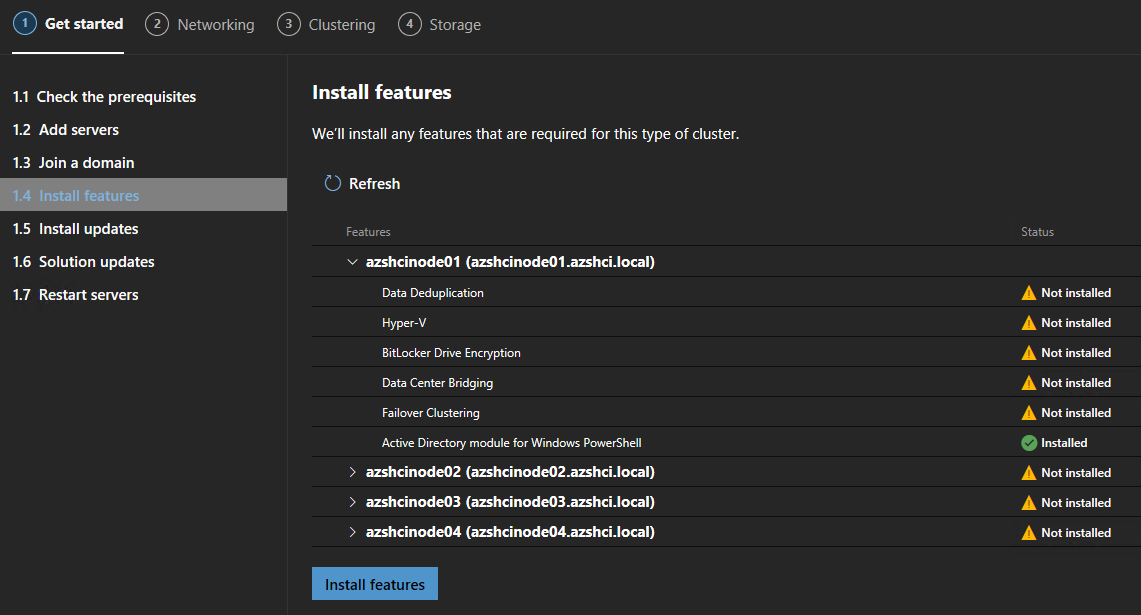 1 Get started 2 Networking 3 Clustering 4 Storage
1.1 Check the prerequisites
1.2 Add servers
1.3 Join a domain
1.4 Install features
1.5 Install updates
1.6 Solution updates
1.7 Restart servers
Install features
We'll install any features that are required for this type of cluster.
Refresh
Features Status
azshcinode01 (azshcinode01.azshci.local)
Data Deduplication Not installed
Hyper-V Not installed
BitLocker Drive Encryption Not installed
Data Center Bridging Not installed
Failover Clustering Not installed
Active Directory module for Windows PowerShell Installed
azshcinode02 (azshcinode02.azshci.local) Not installed
azshcinode03 (azshcinode03.azshci.local) Not installed
azshcinode04 (azshcinode04.azshci.local) Not installed
Install features